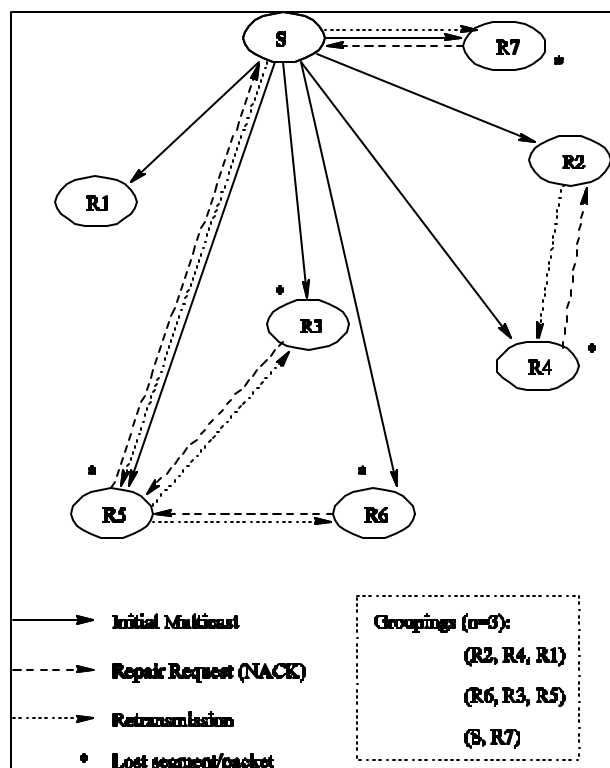 S
R7
*
R2
R1
*
R3
R4
*
*
*
R5
R6
Initial Multicast
Repair Request (NACK)
Retransmission
* Lost segment/packet
Groupings (n=3):
(R2, R4, R1)
(R6, R3, R5)
(S, R7)